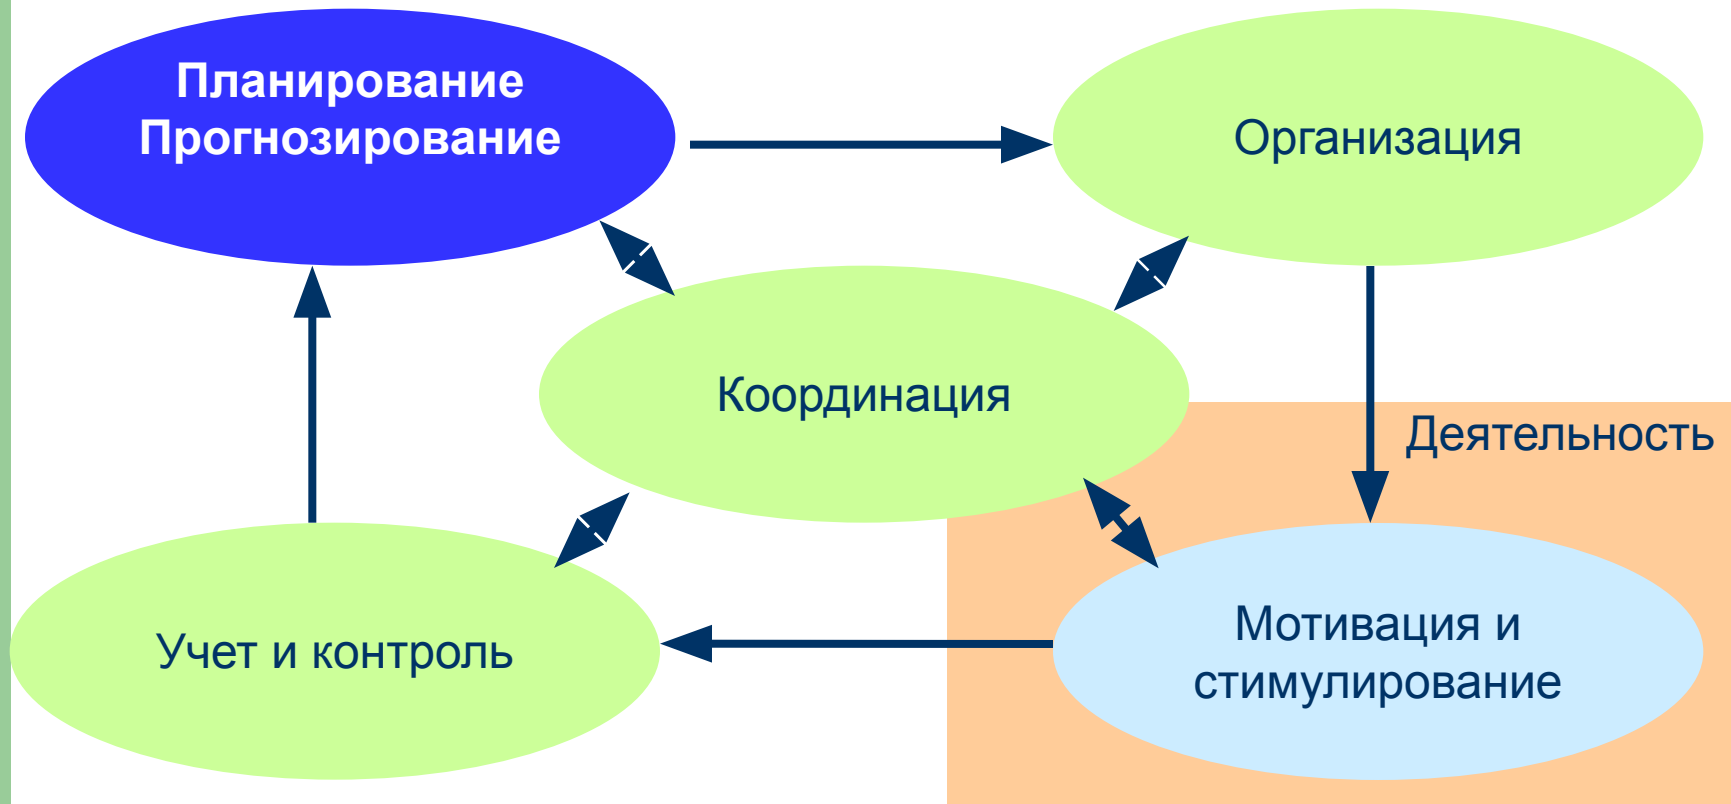 Планирование
Прогнозирование
Организация
Координация
Деятельность
Учет и контроль
Мотивация и
стимулирование